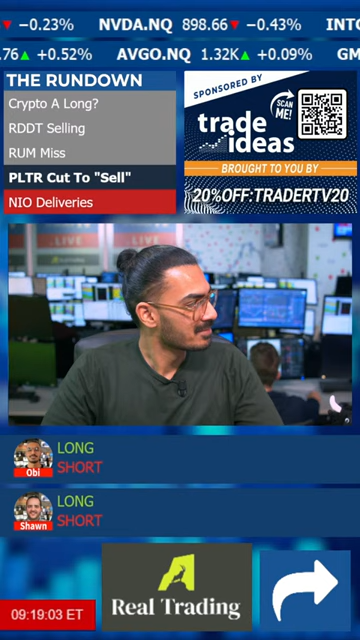 −0.23% NVDA.NQ 898.66 −0.43% INTC
.76 +0.52% AVGO.NQ 1.32K +0.09% GM
THE RUNDOWN
Crypto A Long?
RDDT Selling
RUM Miss
PLTR Cut To "Sell"
NIO Deliveries
SPONSORED BY
SCAN ME!
trade
ideas
BROUGHT TO YOU BY
20%OFF:TRADERTV20
LIVE
LONG
SHORT
Obi
LONG
SHORT
Shawn
09:19:03 ET
Real Trading